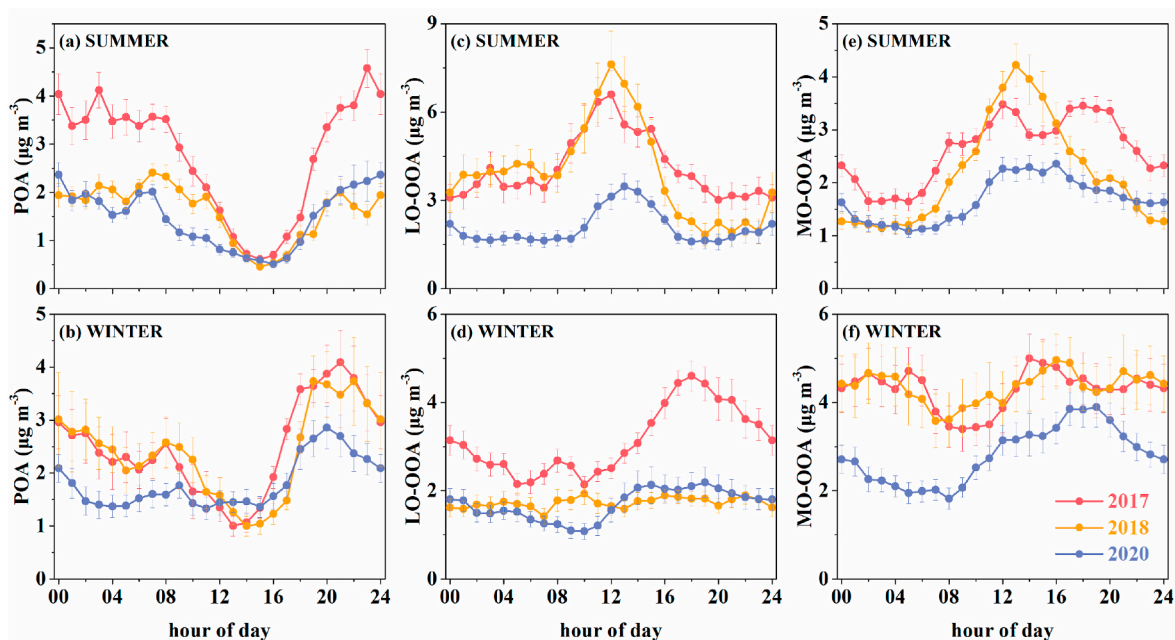 (a) SUMMER
POA (µg m⁻³)
5
4
3
2
1
0
(c) SUMMER
LO-OOA (µg m⁻³)
9
6
3
0
(e) SUMMER
MO-OOA (µg m⁻³)
5
4
3
2
1
0
(b) WINTER
POA (µg m⁻³)
5
4
3
2
1
0
00 04 08 12 16 20 24
hour of day
(d) WINTER
LO-OOA (µg m⁻³)
6
4
2
0
00 04 08 12 16 20 24
hour of day
(f) WINTER
MO-OOA (µg m⁻³)
6
4
2
0
2017
2018
2020
00 04 08 12 16 20 24
hour of day